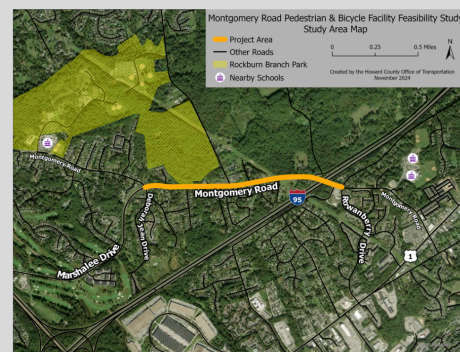 Montgomery Road Pedestrian & Bicycle Facility Feasibility Study
Study Area Map
Project Area
Other Roads
Rockburn Branch Park
Nearby Schools
0 0.25 0.5 Miles
N
Created by the Howard County Office of Transportation
November 2024
Montgomery Road
Montgomery Road
95
Deborah Jean Drive
Rowanberry Drive
Montgomery Road
Marshalee Drive
1